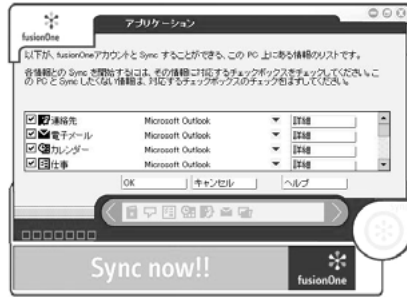 fusionOne
アプリケーション
以下が、fusionOneアカウントと Sync することができる、この PC 上にある情報のリストです。
各情報との Sync を開始するには、その情報に対応するチェックボックスをチェックしてください。こ
の PC と Sync したくない情報は、対応するチェックボックスのチェックをはずしてください。
連絡先 Microsoft Outlook 詳細
電子メール Microsoft Outlook 詳細
カレンダー Microsoft Outlook 詳細
仕事 Microsoft Outlook 詳細
OK キャンセル ヘルプ
Sync now!!
fusionOne